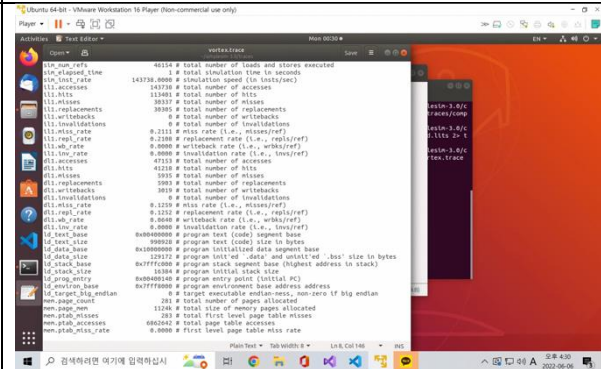 Ubuntu 64-bit - VMware Workstation 16 Player (Non-commercial use only)
Player
Activities Text Editor Mon 00:30 EN
Open vortex.trace Save
sim_num_refs 46154 # total number of loads and stores executed
sim_elapsed_time 1 # total simulation time in seconds
sim_inst_rate 143738.0000 # simulation speed (in insts/sec)
il1.accesses 143738 # total number of accesses
il1.hits 113401 # total number of hits
il1.misses 30337 # total number of misses
il1.replacements 30305 # total number of replacements
il1.writebacks 0 # total number of writebacks
il1.invalidations 0 # total number of invalidations
il1.miss_rate 0.2111 # miss rate (i.e., misses/ref)
il1.repl_rate 0.2108 # replacement rate (i.e., repls/ref)
il1.wb_rate 0.0000 # writeback rate (i.e., wrbks/ref)
il1.inv_rate 0.0000 # invalidation rate (i.e., invs/ref)
dl1.accesses 47153 # total number of accesses
dl1.hits 41218 # total number of hits
dl1.misses 5935 # total number of misses
dl1.replacements 5903 # total number of replacements
dl1.writebacks 3019 # total number of writebacks
dl1.invalidations 0 # total number of invalidations
dl1.miss_rate 0.1259 # miss rate (i.e., misses/ref)
dl1.repl_rate 0.1252 # replacement rate (i.e., repls/ref)
dl1.wb_rate 0.0640 # writeback rate (i.e., wrbks/ref)
dl1.inv_rate 0.0000 # invalidation rate (i.e., invs/ref)
ld_text_base 0x00400000 # program text (code) segment base
ld_text_size 990928 # program text (code) size in bytes
ld_data_base 0x10000000 # program initialized data segment base
ld_data_size 129172 # program init'ed `.data' and uninit'ed `.bss' size in bytes
ld_stack_base 0x7fffc000 # program stack segment base (highest address in stack)
ld_stack_size 16384 # program initial stack size
ld_prog_entry 0x00400140 # program entry point (initial PC)
ld_environ_base 0x7fff8000 # program environment base address address
ld_target_big_endian 0 # target executable endian-ness, non-zero if big endian
mem.page_count 281 # total number of pages allocated
mem.page_mem 1124k # total size of memory pages allocated
mem.ptab_misses 283 # total first level page table misses
mem.ptab_accesses 6862642 # total page table accesses
mem.ptab_miss_rate 0.0000 # first level page table miss rate
lesim-3.0/c
traces/comp
lesim-3.0/c
d.lits 2> t
lesim-3.0/c
rtex.trace
Plain Text Tab Width: 8 Ln 8, Col 146 INS
검색하려면 여기에 입력하십시
A 오후 4:30
2022-06-06